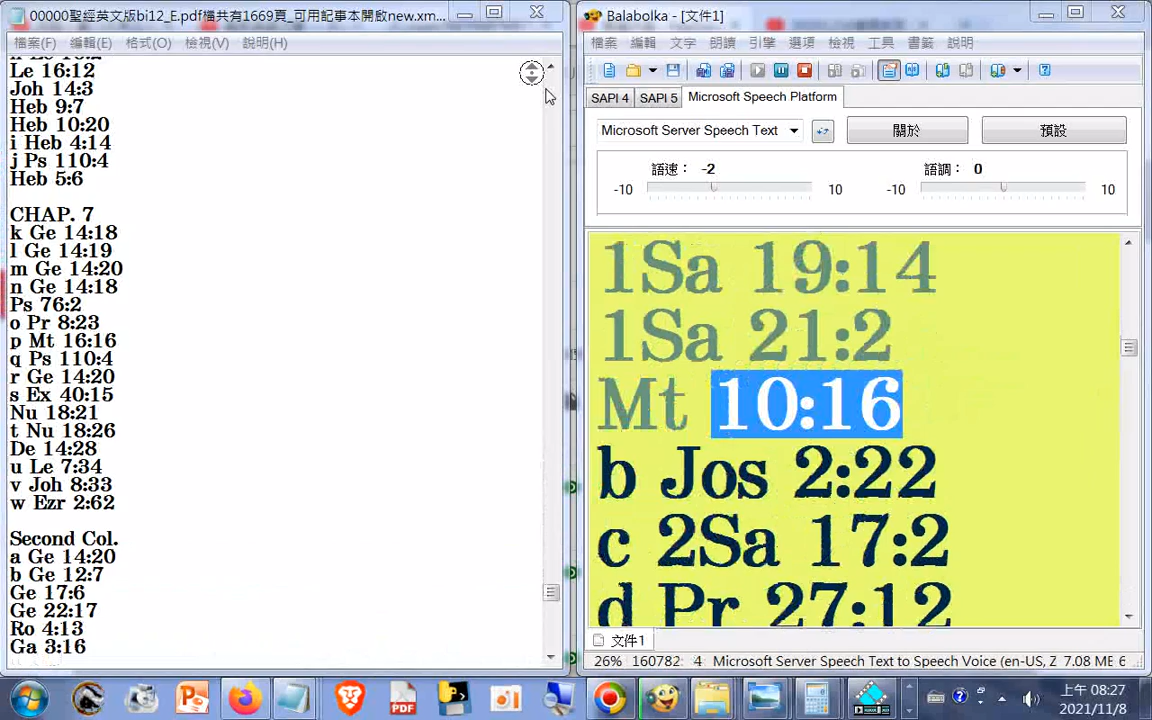 00000聖經英文版bi12_E.pdf檔共有1669頁_可用記事本開啟new.xm...
檔案(F) 編輯(E) 格式(O) 檢視(V) 說明(H)
Le 16:12
Joh 14:3
Heb 9:7
Heb 10:20
i Heb 4:14
j Ps 110:4
Heb 5:6
CHAP. 7
k Ge 14:18
l Ge 14:19
m Ge 14:20
n Ge 14:18
Ps 76:2
o Pr 8:23
p Mt 16:16
q Ps 110:4
r Ge 14:20
s Ex 40:15
Nu 18:21
t Nu 18:26
De 14:28
u Le 7:34
v Joh 8:33
w Ezr 2:62
Second Col.
a Ge 14:20
b Ge 12:7
Ge 17:6
Ge 22:17
Ro 4:13
Ga 3:16
Balabolka - [文件1]
檔案 編輯 文字 朗讀 引擎 選項 檢視 工具 書籤 說明
SAPI 4 SAPI 5 Microsoft Speech Platform
Microsoft Server Speech Text 關於 預設
語速： -2 語調： 0
-10 10 -10 10
1Sa 19:14
1Sa 21:2
Mt 10:16
b Jos 2:22
c 2Sa 17:2
d Pr 27:12
文件1
26% 160782: 4 Microsoft Server Speech Text to Speech Voice (en-US, Z 7.08 MB 6
PDF
上午 08:27
2021/11/8